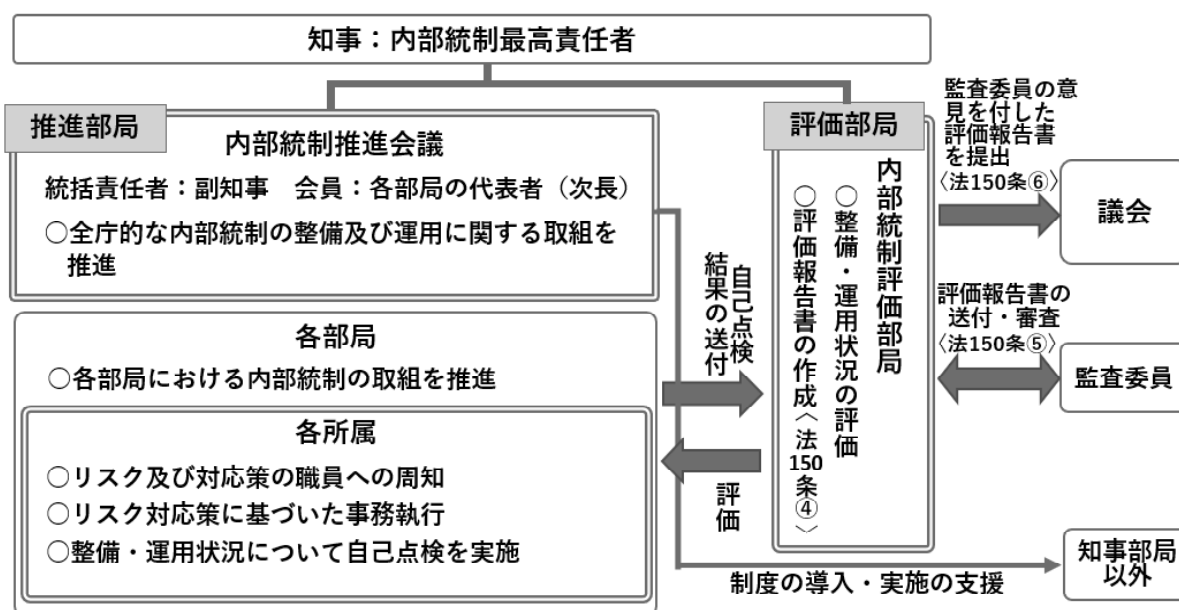 知事：内部統制最高責任者
推進部局
内部統制推進会議
統括責任者：副知事　会員：各部局の代表者（次長）
○全庁的な内部統制の整備及び運用に関する取組を
推進
各部局
○各部局における内部統制の取組を推進
各所属
○リスク及び対応策の職員への周知
○リスク対応策に基づいた事務執行
○整備・運用状況について自己点検を実施
自己点検
結果の送付
評価
評価部局
内部統制評価部局
○整備・運用状況の評価
○評価報告書の作成〈法150条④〉
監査委員の意
見を付した
評価報告書
を提出
〈法150条⑥〉
議会
評価報告書の
送付・審査
〈法150条⑤〉
監査委員
制度の導入・実施の支援
知事部局
以外